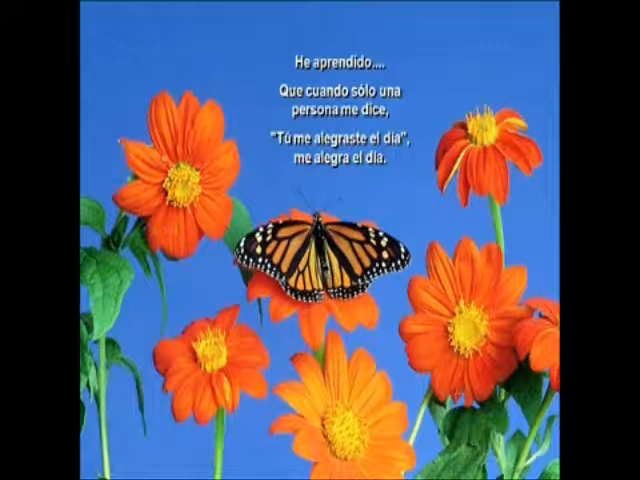 He aprendido....
Que cuando sólo una
persona me dice,
"Tú me alegraste el día",
me alegra el día.